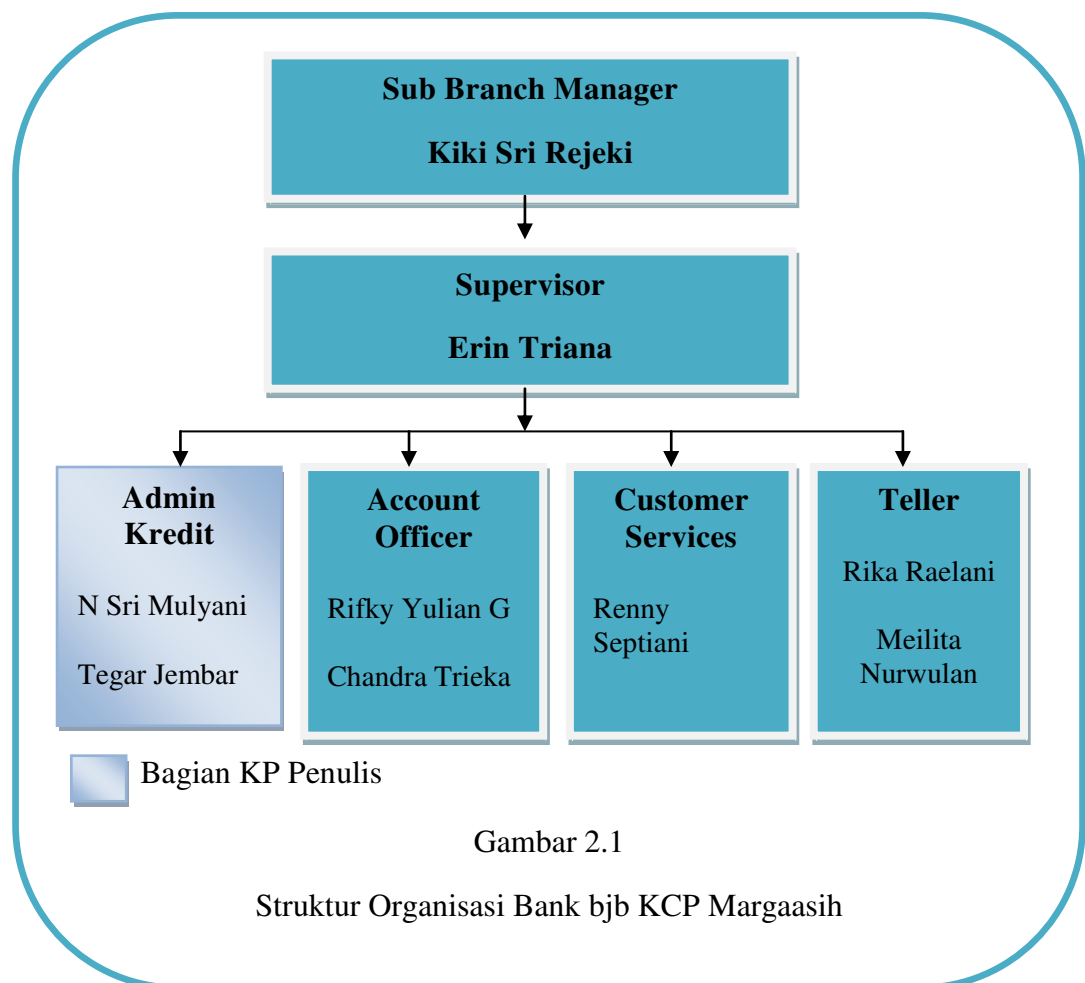 Sub Branch Manager
Kiki Sri Rejeki
Supervisor
Erin Triana
Admin
Kredit
N Sri Mulyani
Tegar Jembar
Account
Officer
Rifky Yulian G
Chandra Trieka
Customer
Services
Renny
Septiani
Teller
Rika Raelani
Meilita
Nurwulan
Bagian KP Penulis
Gambar 2.1
Struktur Organisasi Bank bjb KCP Margaasih